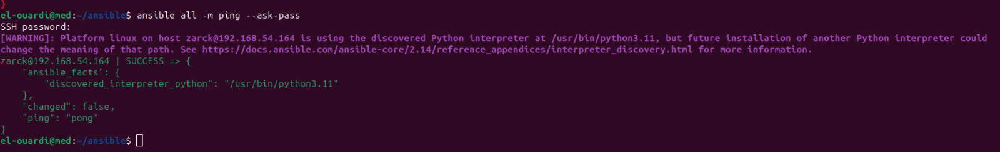 }
el-ouardi@med:~/ansible$ ansible all -m ping --ask-pass
SSH password:
[WARNING]: Platform linux on host zarck@192.168.54.164 is using the discovered Python interpreter at /usr/bin/python3.11, but future installation of another Python interpreter could
change the meaning of that path. See https://docs.ansible.com/ansible-core/2.14/reference_appendices/interpreter_discovery.html for more information.
zarck@192.168.54.164 | SUCCESS => {
    "ansible_facts": {
        "discovered_interpreter_python": "/usr/bin/python3.11"
    },
    "changed": false,
    "ping": "pong"
}
el-ouardi@med:~/ansible$